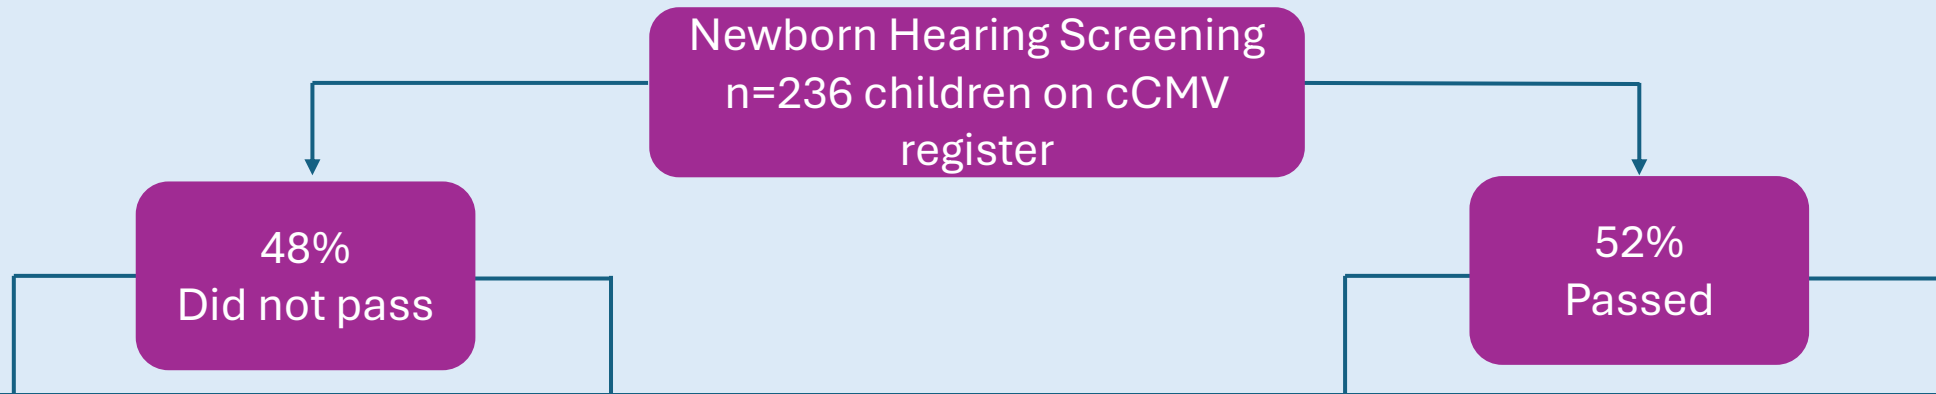 Newborn Hearing Screening
n=236 children on cCMV
register
48%
Did not pass
52%
Passed